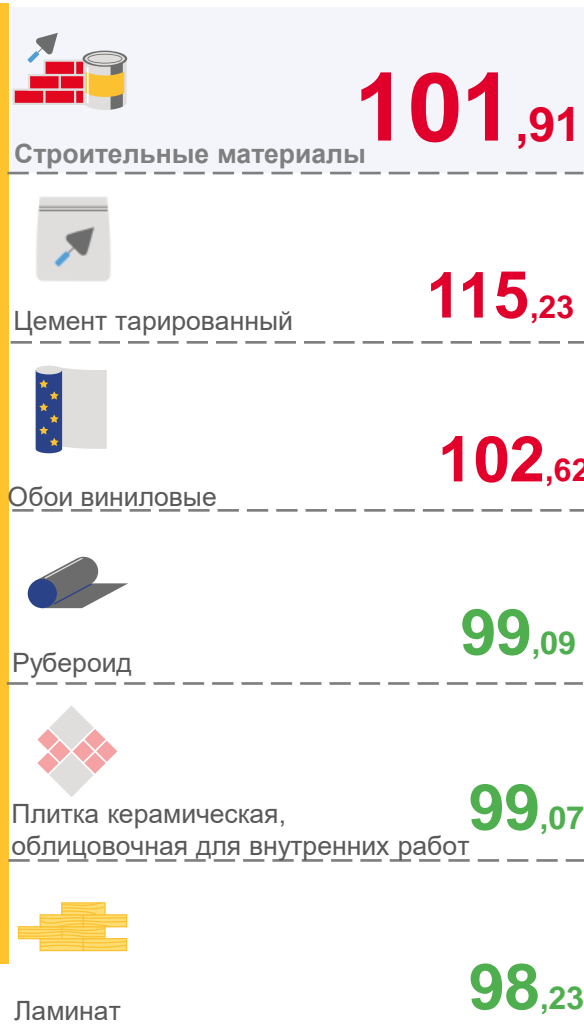 101,91
Строительные материалы
115,23
Цемент тарированный
102,62
Обои виниловые
99,09
Рубероид
99,07
Плитка керамическая,
облицовочная для внутренних работ
98,23
Ламинат